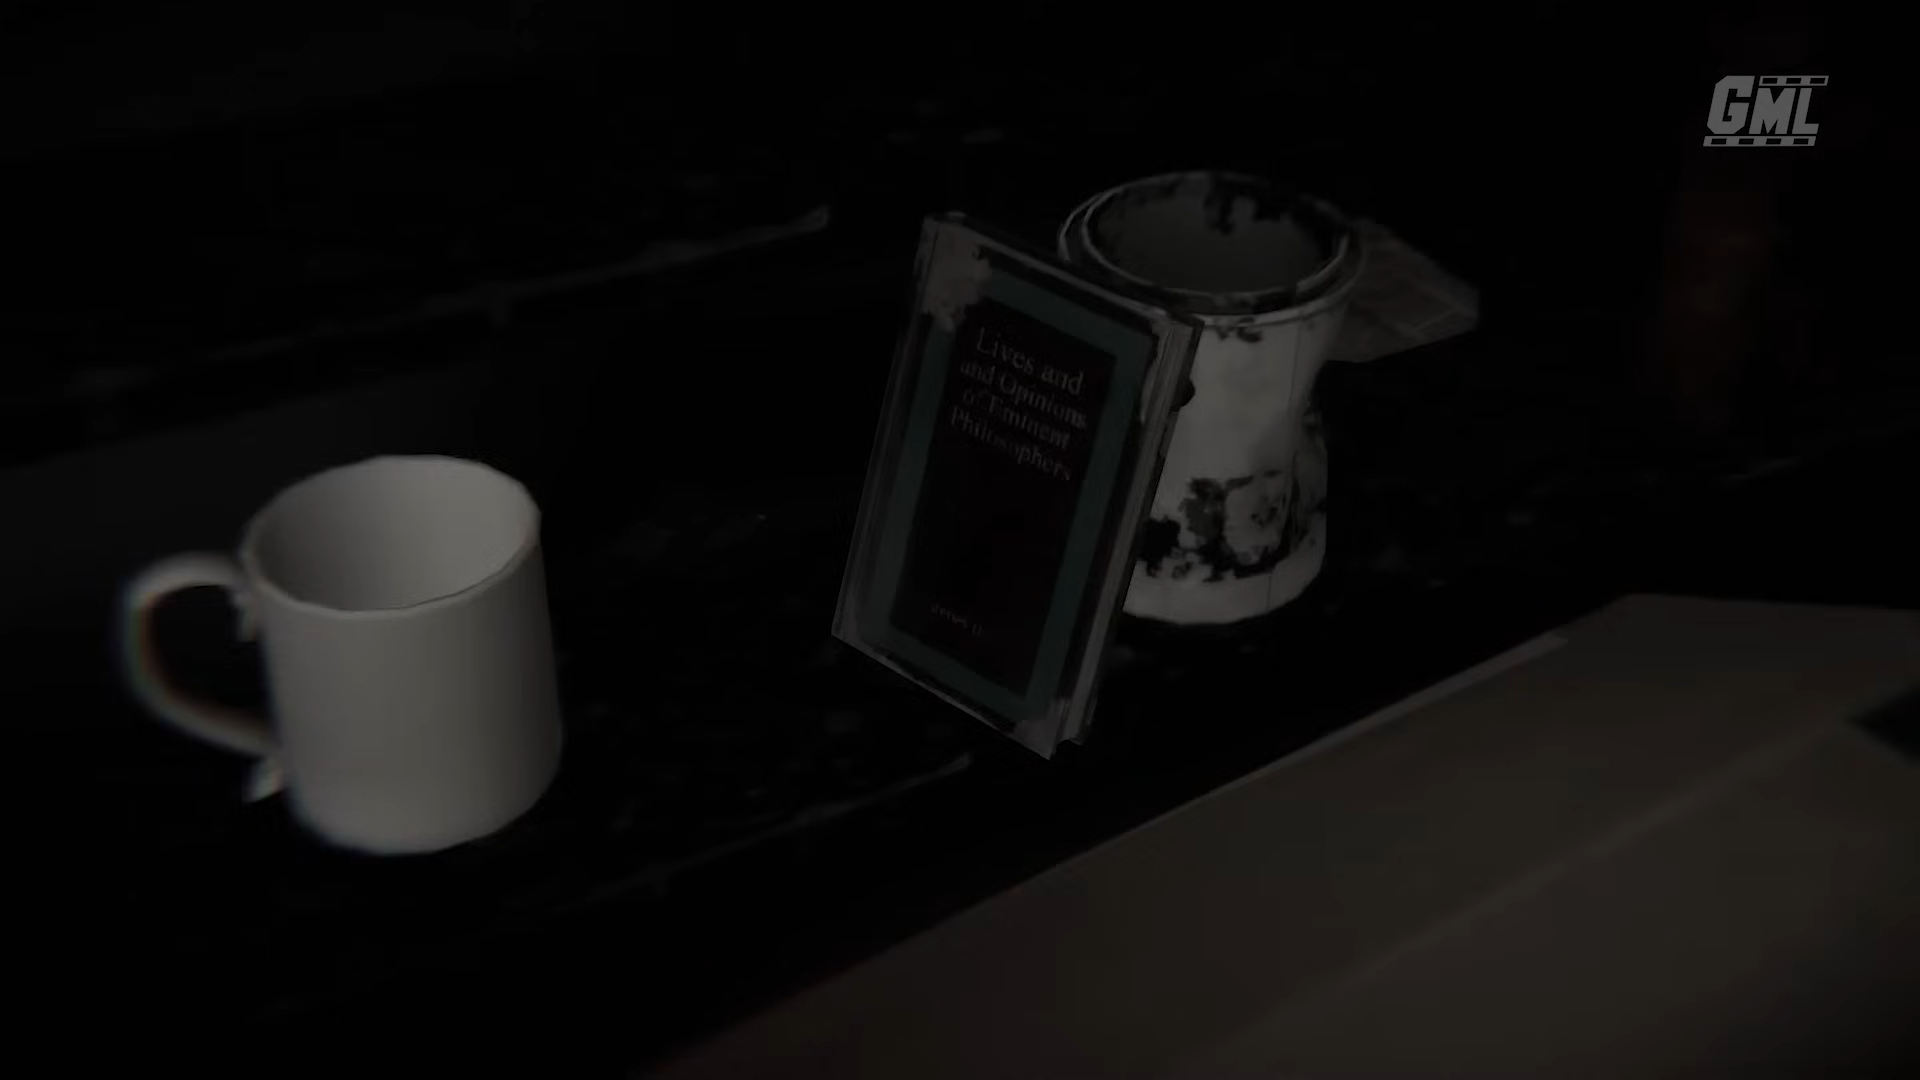 GML
Lives and
and Opinions
of Eminent
Philosophers